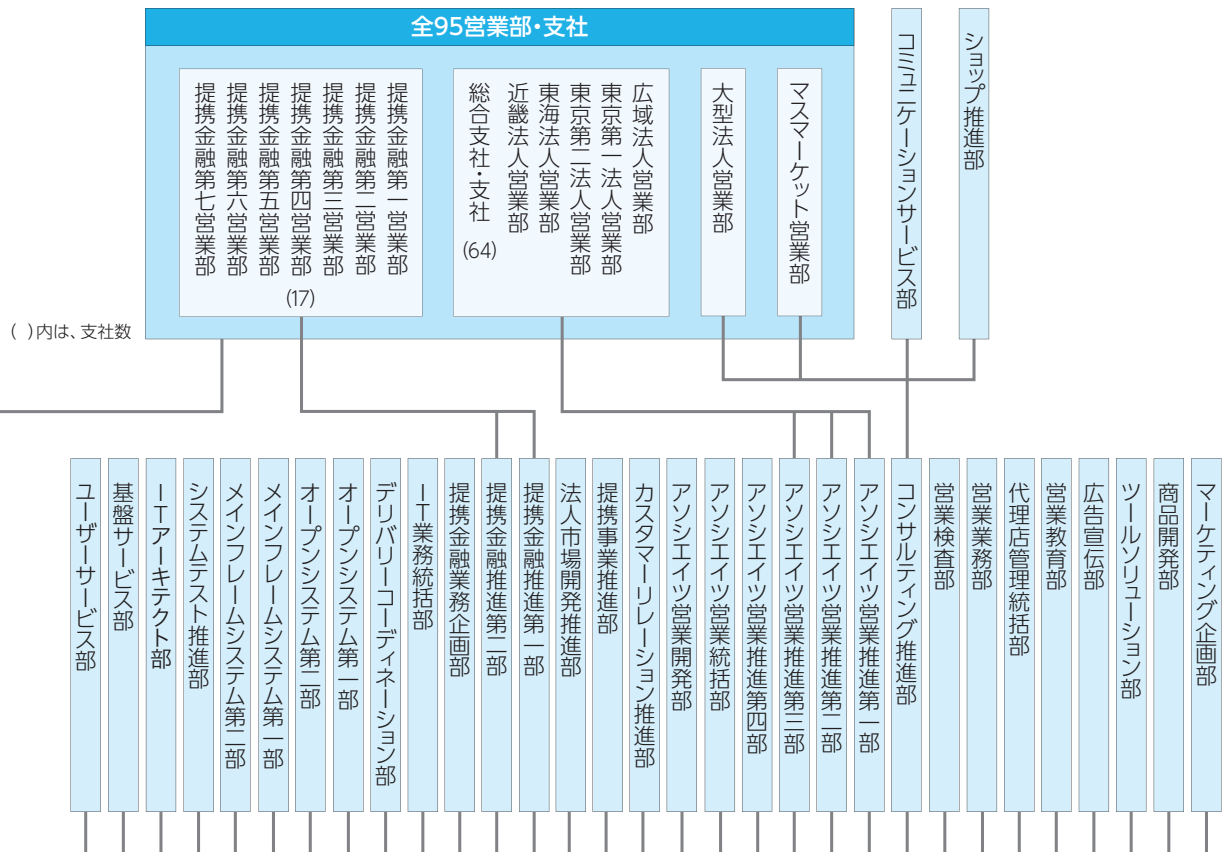 全95営業部・支社
ショップ推進部
コミュニケーションサービス部
マスマーケット営業部
大型法人営業部
広域法人営業部
東京第一法人営業部
東京第二法人営業部
東海法人営業部
近畿法人営業部
総合支社・支社
(64)
提携金融第一営業部
提携金融第二営業部
提携金融第三営業部
提携金融第四営業部
提携金融第五営業部
提携金融第六営業部
提携金融第七営業部
(17)
( )内は、支社数
マーケティング企画部
商品開発部
ツールソリューション部
広告宣伝部
営業教育部
代理店管理統括部
営業業務部
営業検査部
コンサルティング推進部
アソシエイツ営業推進第一部
アソシエイツ営業推進第二部
アソシエイツ営業推進第三部
アソシエイツ営業推進第四部
アソシエイツ営業統括部
アソシエイツ営業開発部
カスタマーリレーション推進部
提携事業推進部
法人市場開発推進部
提携金融推進第一部
提携金融推進第二部
提携金融業務企画部
IT業務統括部
デリバリーコーディネーション部
オープンシステム第一部
オープンシステム第二部
メインフレームシステム第一部
メインフレームシステム第二部
システムテスト推進部
ITアーキテクト部
基盤サービス部
ユーザーサービス部